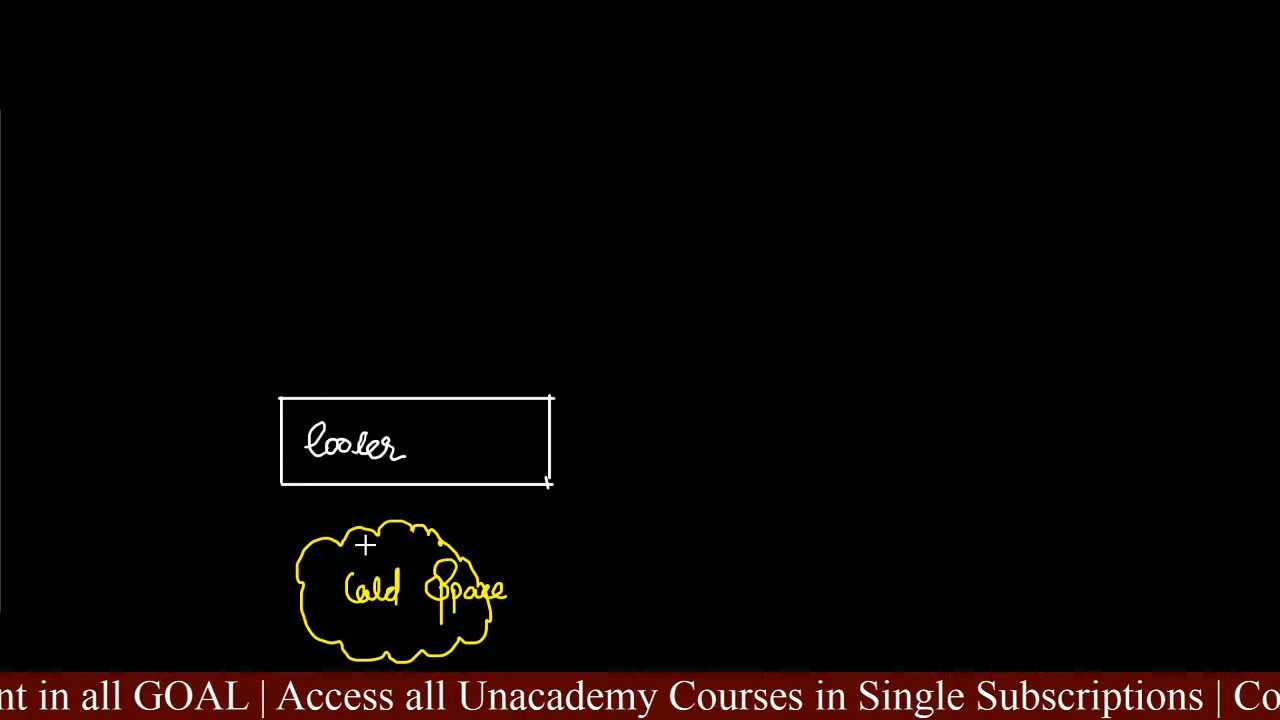 Cooler
Cold Space
nt in all GOAL | Access all Unacademy Courses in Single Subscriptions | Co